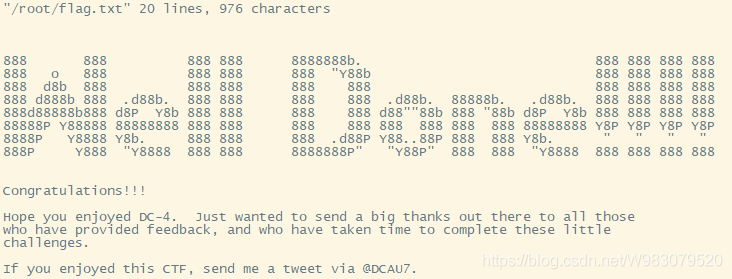 "/root/flag.txt" 20 lines, 976 characters
888       888          888 888      8888888b.                             888 888 888 888
888   o   888          888 888      888  "Y88b                            888 888 888 888
888  d8b  888          888 888      888    888                            888 888 888 888
888 d888b 888  .d88b.  888 888      888    888  .d88b.  88888b.   .d88b.  888 888 888 888
888d88888b888 d8P  Y8b 888 888      888    888 d88""88b 888 "88b d8P  Y8b 888 888 888 888
88888P Y88888 88888888 888 888      888    888 888  888 888  888 88888888 Y8P Y8P Y8P Y8P
8888P   Y8888 Y8b.     888 888      888  .d88P Y88..88P 888  888 Y8b.      "   "   "   "
888P     Y888  "Y8888  888 888      8888888P"   "Y88P"  888  888  "Y8888  888 888 888 888
Congratulations!!!
Hope you enjoyed DC-4.  Just wanted to send a big thanks out there to all those
who have provided feedback, and who have taken time to complete these little
challenges.
If you enjoyed this CTF, send me a tweet via @DCAU7.
https://blog.csdn.net/W983079520